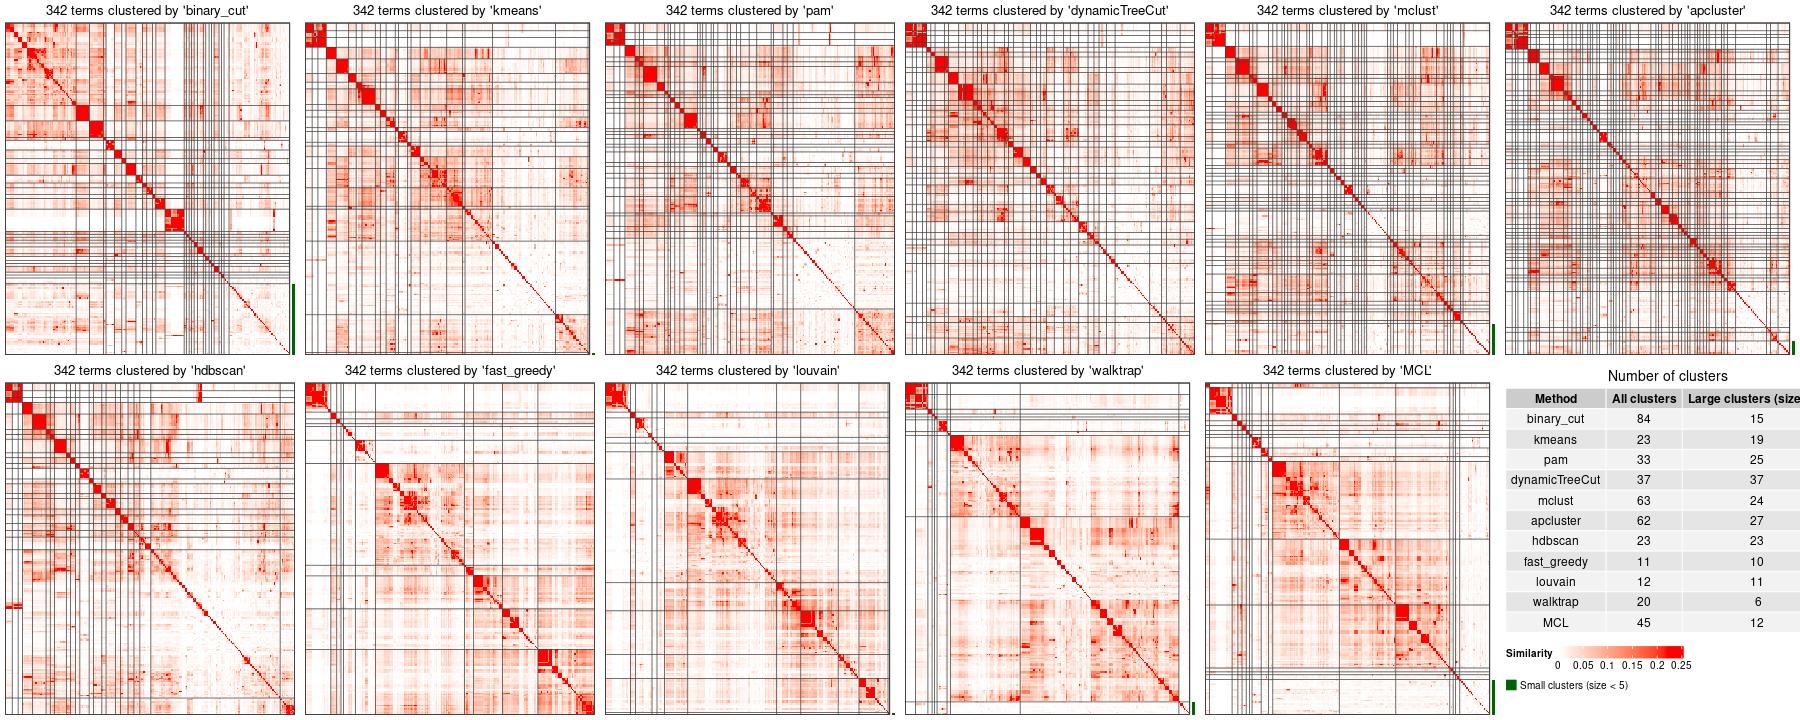 342 terms clustered by 'binary_cut'
342 terms clustered by 'kmeans'
342 terms clustered by 'pam'
342 terms clustered by 'dynamicTreeCut'
342 terms clustered by 'mclust'
342 terms clustered by 'apcluster'
342 terms clustered by 'hdbscan'
342 terms clustered by 'fast_greedy'
342 terms clustered by 'louvain'
342 terms clustered by 'walktrap'
342 terms clustered by 'MCL'
Number of clusters
Method All clusters Large clusters (size
binary_cut 84 15
kmeans 23 19
pam 33 25
dynamicTreeCut 37 37
mclust 63 24
apcluster 62 27
hdbscan 23 23
fast_greedy 11 10
louvain 12 11
walktrap 20 6
MCL 45 12
Similarity
0 0.05 0.1 0.15 0.2 0.25
Small clusters (size < 5)